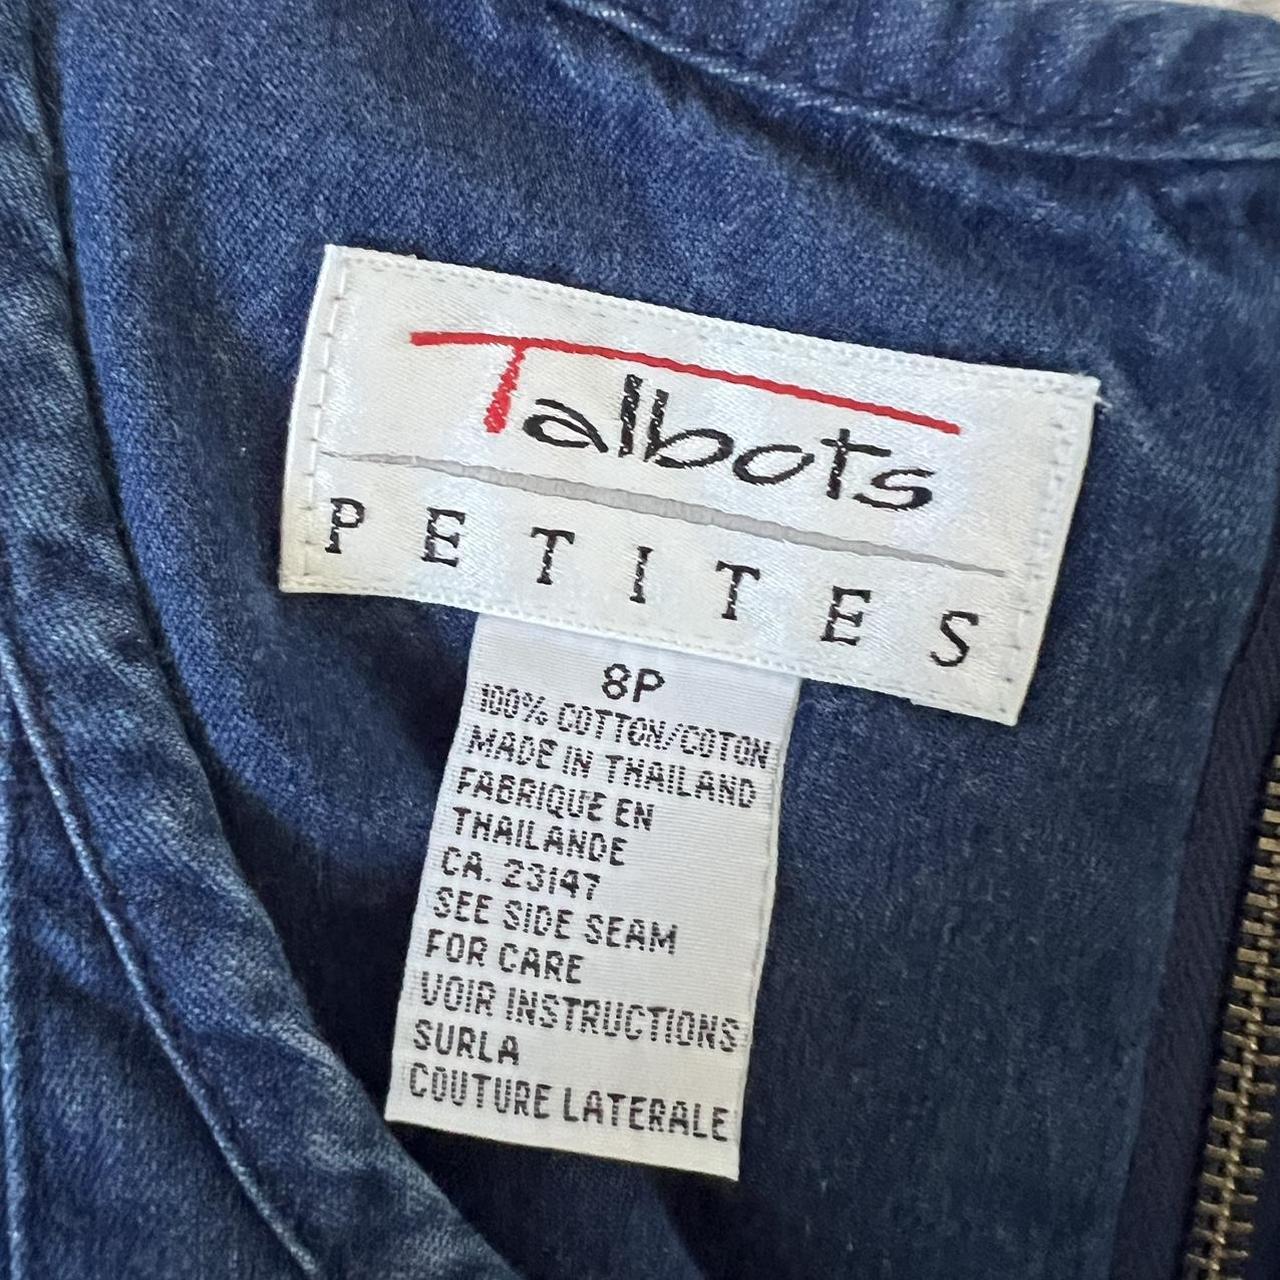 Talbots
PETITES
8P
100% COTTON/COTON
MADE IN THAILAND
FABRIQUE EN
THAILANDE
CA. 23147
SEE SIDE SEAM
FOR CARE
VOIR INSTRUCTIONS
SURLA
COUTURE LATERALE